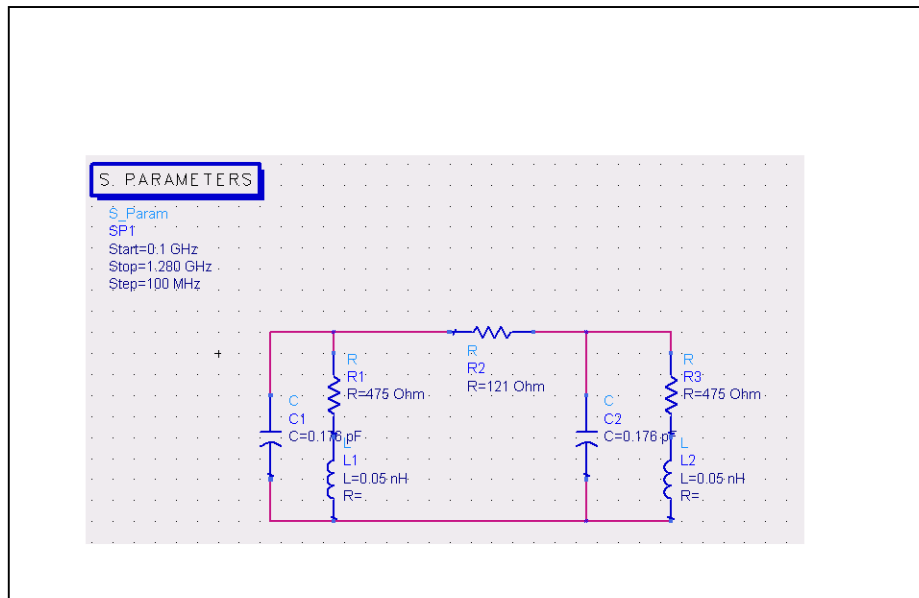 S. PARAMETERS
S_Param
SP1
Start=0.1 GHz
Stop=1.280 GHz
Step=100 MHz
C
C1
C=0.176 pF
R
R1
R=475 Ohm
L
L1
L=0.05 nH
R=
R
R2
R=121 Ohm
C
C2
C=0.176 pF
R
R3
R=475 Ohm
L
L2
L=0.05 nH
R=